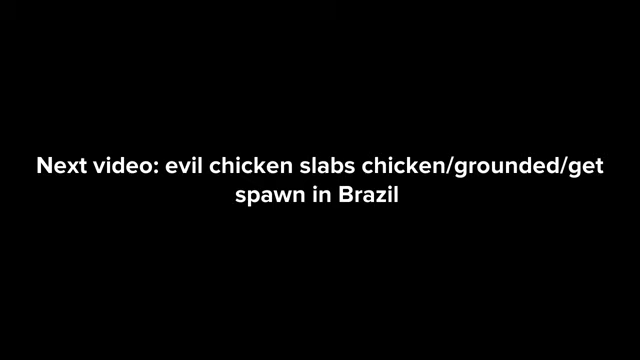 Next video: evil chicken slabs chicken/grounded/get
spawn in Brazil